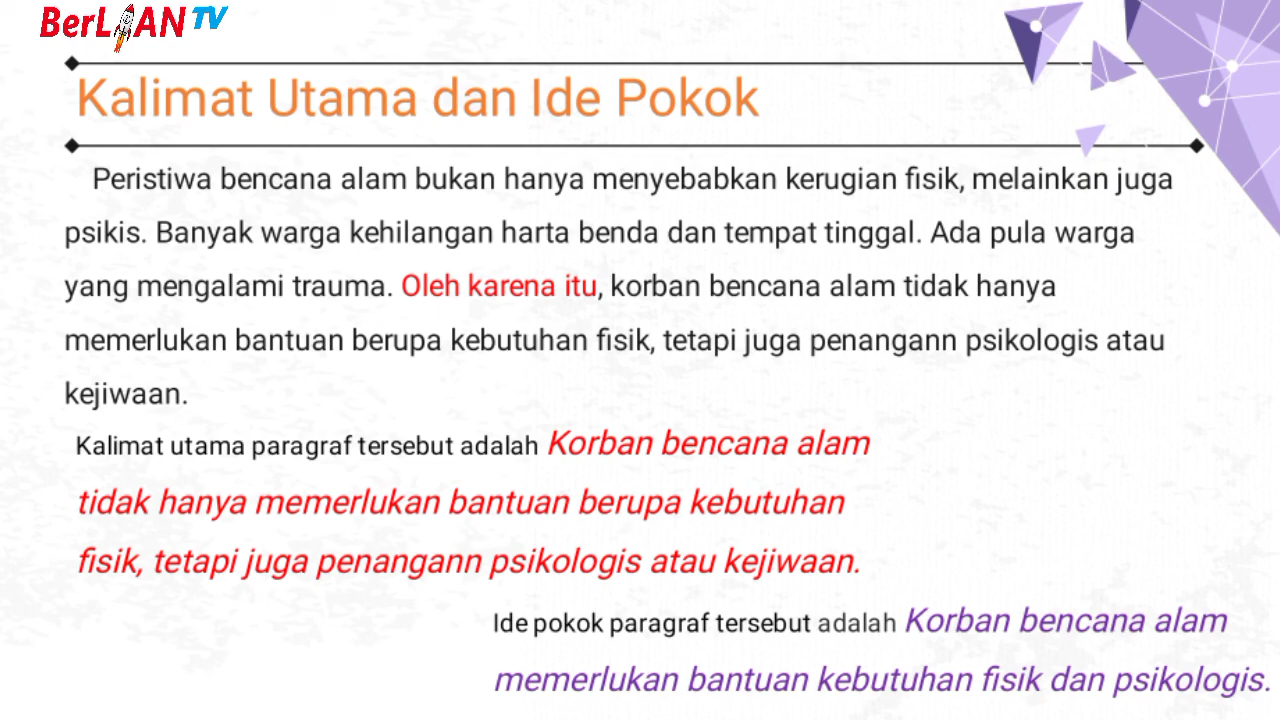 BerLIAN TV
Kalimat Utama dan Ide Pokok
Peristiwa bencana alam bukan hanya menyebabkan kerugian fisik, melainkan juga
psikis. Banyak warga kehilangan harta benda dan tempat tinggal. Ada pula warga
yang mengalami trauma. Oleh karena itu, korban bencana alam tidak hanya
memerlukan bantuan berupa kebutuhan fisik, tetapi juga penangann psikologis atau
kejiwaan.
Kalimat utama paragraf tersebut adalah Korban bencana alam
tidak hanya memerlukan bantuan berupa kebutuhan
fisik, tetapi juga penangann psikologis atau kejiwaan.
Ide pokok paragraf tersebut adalah Korban bencana alam
memerlukan bantuan kebutuhan fisik dan psikologis.